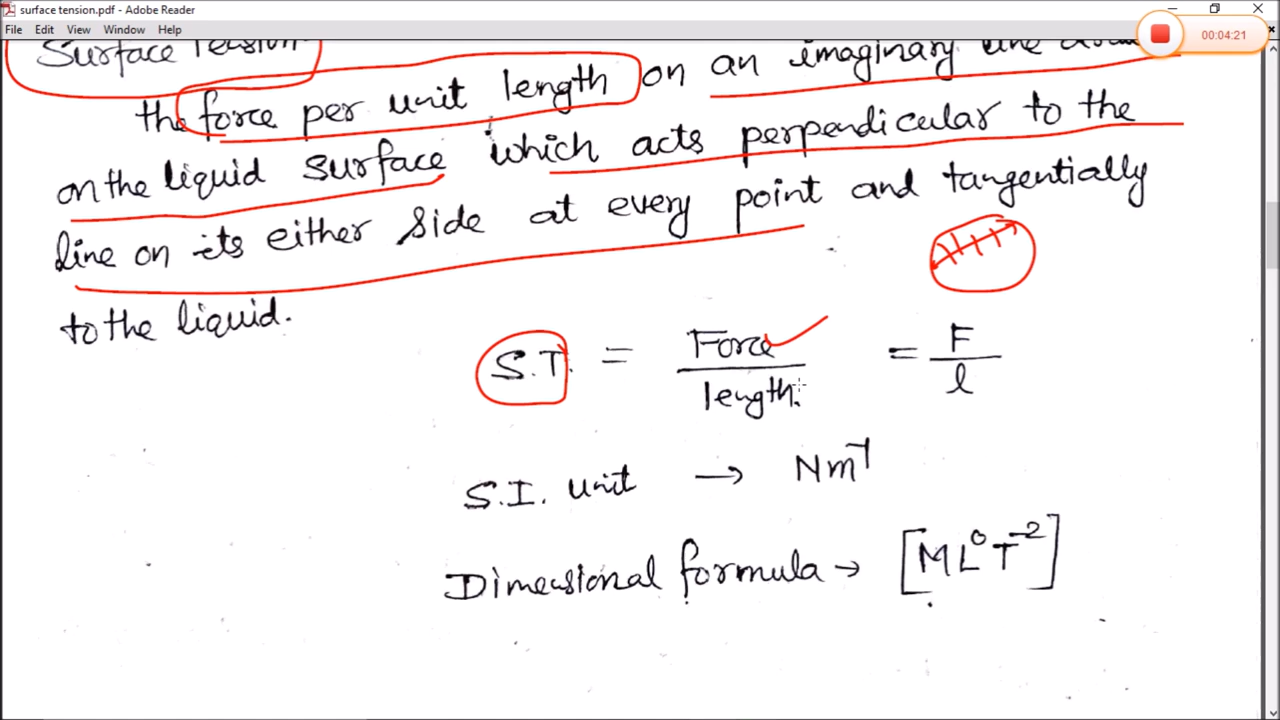 surface tension.pdf - Adobe Reader
File Edit View Window Help
00:04:21
Surface Tension
the force per unit length on an imaginary line
on the liquid surface which acts perpendicular to the
line on its either side at every point and tangentially
to the liquid.
S.T. = Force / length. = F / l
S.I. unit → Nm⁻¹
Dimensional formula → [ML⁰T⁻²]